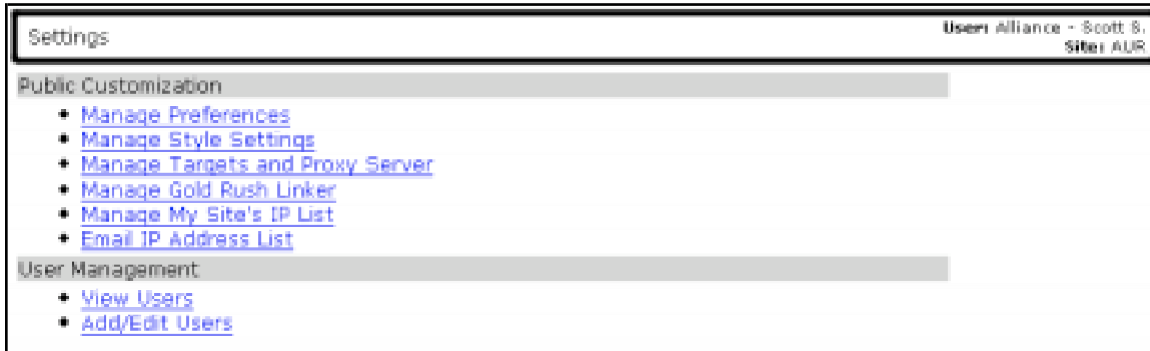 Settings
User: Alliance - Scott S.
Site: AUR
Public Customization
Manage Preferences
Manage Style Settings
Manage Targets and Proxy Server
Manage Gold Rush Linker
Manage My Site's IP List
Email IP Address List
User Management
View Users
Add/Edit Users